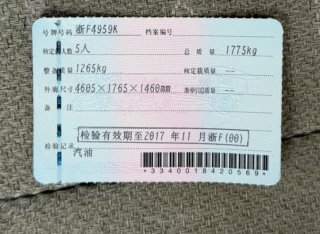 号牌号码 浙F4959K 档案编号
核定载人数 5人 总质量 1775kg
整备质量 1265kg 核定载质量 --
外廓尺寸 4605×1765×1460mm 准牵引总质量 --
备注
检验有效期至2017年11月浙F(00)
检验记录
汽油
*3340018420569*